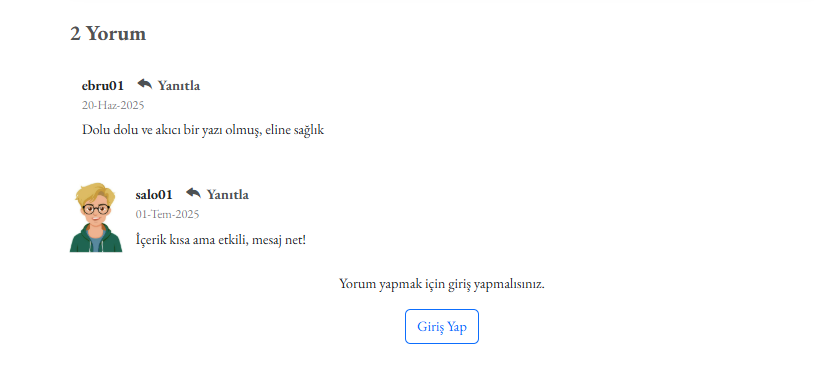 2 Yorum
ebru01 Yanıtla
20-Haz-2025
Dolu dolu ve akıcı bir yazı olmuş, eline sağlık
salo01 Yanıtla
01-Tem-2025
İçerik kısa ama etkili, mesaj net!
Yorum yapmak için giriş yapmalısınız.
Giriş Yap